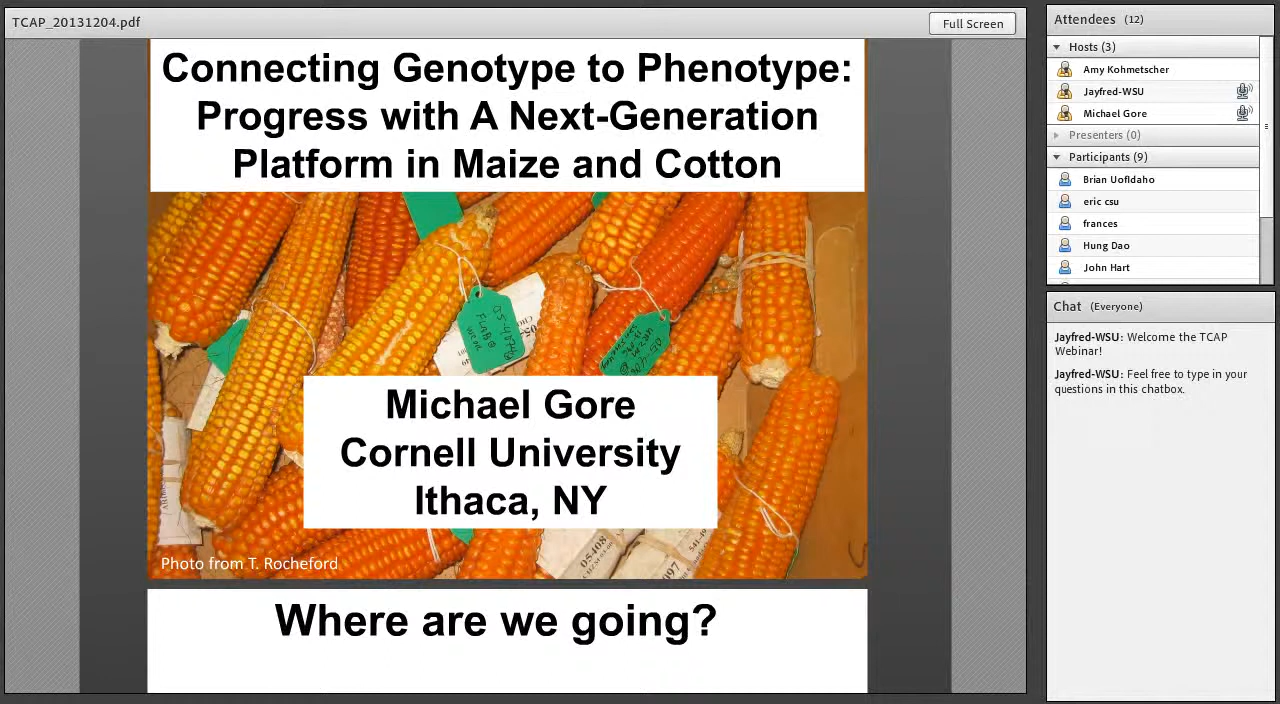 TCAP_20131204.pdf
Full Screen
Connecting Genotype to Phenotype:
Progress with A Next-Generation
Platform in Maize and Cotton
Michael Gore
Cornell University
Ithaca, NY
05408
Photo from T. Rocheford
Where are we going?
Attendees (12)
Hosts (3)
Amy Kohmetscher
Jayfred-WSU
Michael Gore
Presenters (0)
Participants (9)
Brian UofIdaho
eric csu
frances
Hung Dao
John Hart
Chat (Everyone)
Jayfred-WSU: Welcome the TCAP
Webinar!
Jayfred-WSU: Feel free to type in your
questions in this chatbox.